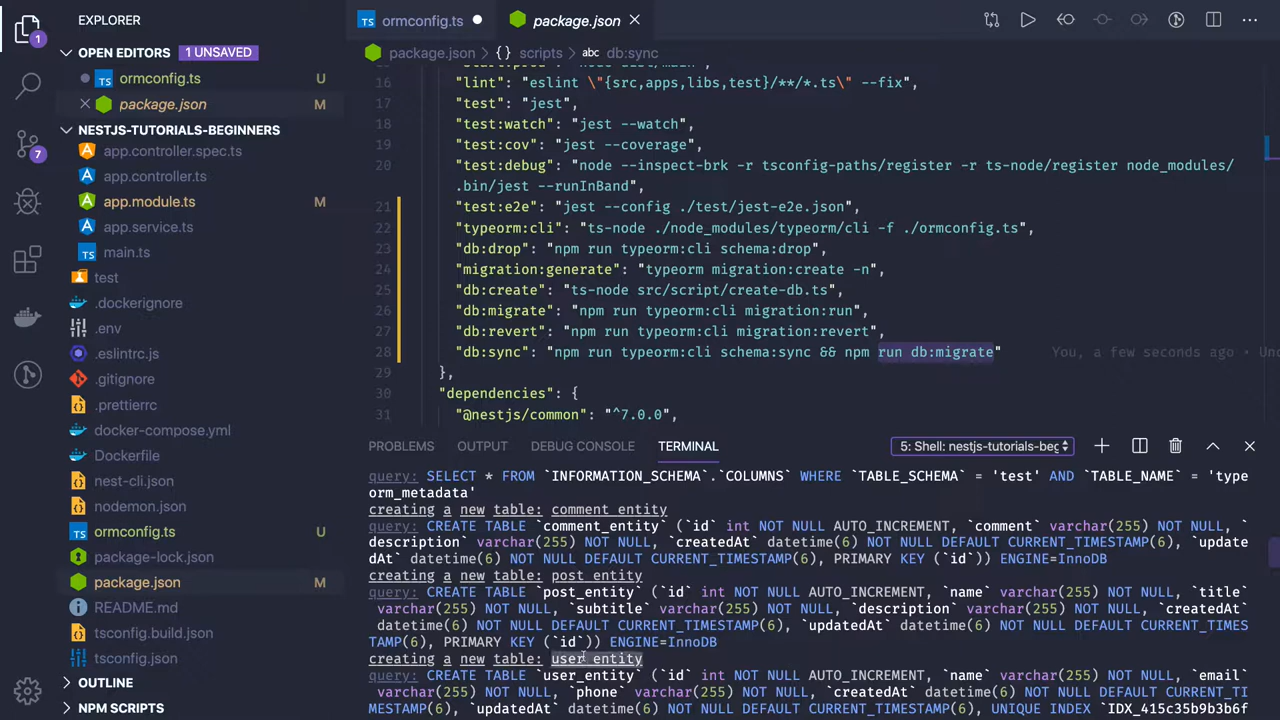 EXPLORER
ormconfig.ts
package.json
OPEN EDITORS
1 UNSAVED
package.json > {} scripts > abc db:sync
ormconfig.ts U
package.json M
NESTJS-TUTORIALS-BEGINNERS
app.controller.spec.ts
app.controller.ts
app.module.ts M
app.service.ts
main.ts
test
.dockerignore
.env
.eslintrc.js
.gitignore
.prettierrc
docker-compose.yml
Dockerfile
nest-cli.json
nodemon.json
ormconfig.ts U
package-lock.json
package.json M
README.md
tsconfig.build.json
tsconfig.json
OUTLINE
NPM SCRIPTS
1
7
16 "lint": "eslint \"{src,apps,libs,test}/**/*.ts\" --fix",
17 "test": "jest",
18 "test:watch": "jest --watch",
19 "test:cov": "jest --coverage",
20 "test:debug": "node --inspect-brk -r tsconfig-paths/register -r ts-node/register node_modules/
.bin/jest --runInBand",
21 "test:e2e": "jest --config ./test/jest-e2e.json",
22 "typeorm:cli": "ts-node ./node_modules/typeorm/cli -f ./ormconfig.ts",
23 "db:drop": "npm run typeorm:cli schema:drop",
24 "migration:generate": "typeorm migration:create -n",
25 "db:create": "ts-node src/script/create-db.ts",
26 "db:migrate": "npm run typeorm:cli migration:run",
27 "db:revert": "npm run typeorm:cli migration:revert",
28 "db:sync": "npm run typeorm:cli schema:sync && npm run db:migrate" You, a few seconds ago •
29 },
30 "dependencies": {
31 "@nestjs/common": "^7.0.0",
PROBLEMS OUTPUT DEBUG CONSOLE TERMINAL 5: Shell: nestjs-tutorials-beg
query: SELECT * FROM `INFORMATION_SCHEMA`.`COLUMNS` WHERE `TABLE_SCHEMA` = 'test' AND `TABLE_NAME` = 'type
orm_metadata'
creating a new table: comment_entity
query: CREATE TABLE `comment_entity` (`id` int NOT NULL AUTO_INCREMENT, `comment` varchar(255) NOT NULL, `
description` varchar(255) NOT NULL, `createdAt` datetime(6) NOT NULL DEFAULT CURRENT_TIMESTAMP(6), `update
dAt` datetime(6) NOT NULL DEFAULT CURRENT_TIMESTAMP(6), PRIMARY KEY (`id`)) ENGINE=InnoDB
creating a new table: post_entity
query: CREATE TABLE `post_entity` (`id` int NOT NULL AUTO_INCREMENT, `name` varchar(255) NOT NULL, `title`
varchar(255) NOT NULL, `subtitle` varchar(255) NOT NULL, `description` varchar(255) NOT NULL, `createdAt`
datetime(6) NOT NULL DEFAULT CURRENT_TIMESTAMP(6), `updatedAt` datetime(6) NOT NULL DEFAULT CURRENT_TIMES
TAMP(6), PRIMARY KEY (`id`)) ENGINE=InnoDB
creating a new table: user_entity
query: CREATE TABLE `user_entity` (`id` int NOT NULL AUTO_INCREMENT, `name` varchar(255) NOT NULL, `email`
varchar(255) NOT NULL, `phone` varchar(255) NOT NULL, `createdAt` datetime(6) NOT NULL DEFAULT CURRENT_TI
MESTAMP(6), `updatedAt` datetime(6) NOT NULL DEFAULT CURRENT_TIMESTAMP(6), UNIQUE INDEX `IDX_415c35b9b3b6f